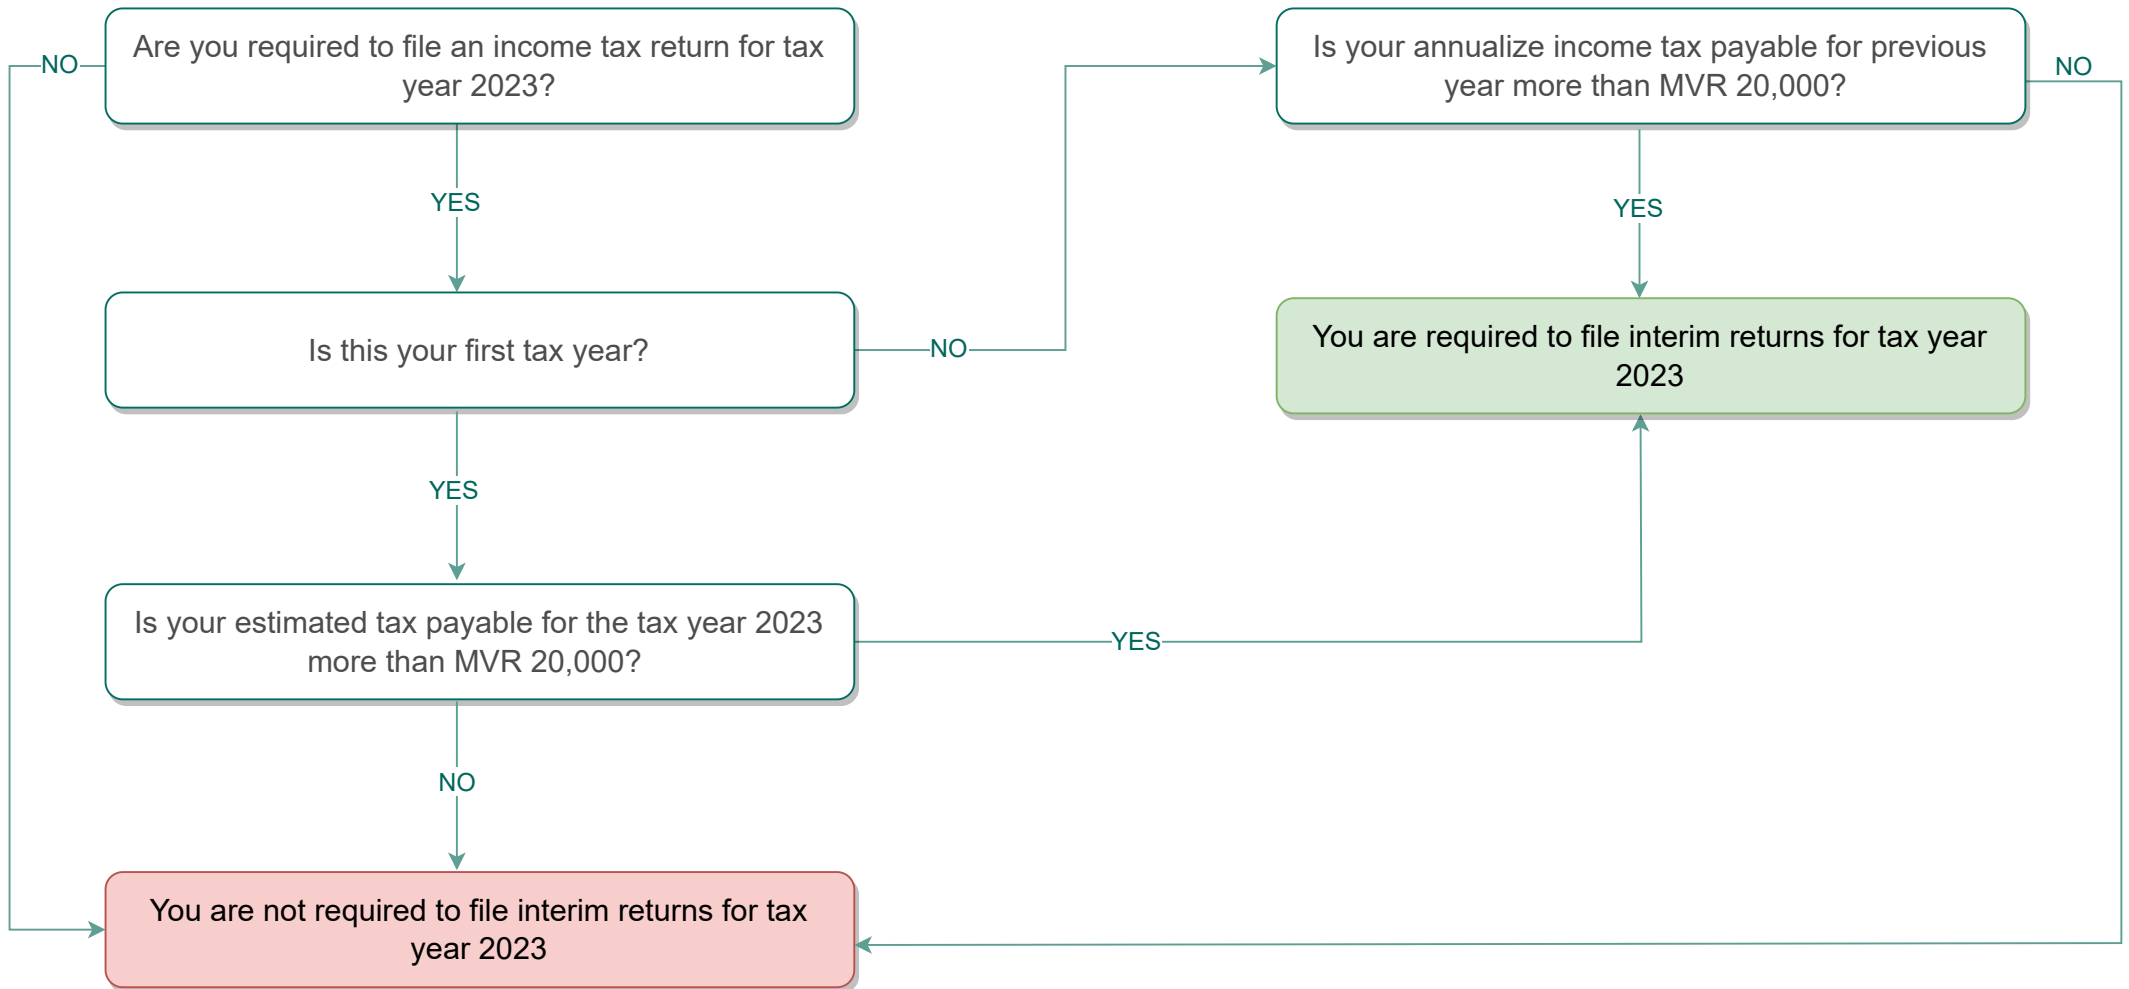 Are you required to file an income tax return for tax
year 2023?
NO
YES
Is this your first tax year?
NO
YES
Is your estimated tax payable for the tax year 2023
more than MVR 20,000?
YES
NO
You are not required to file interim returns for tax
year 2023
Is your annualize income tax payable for previous
year more than MVR 20,000?
NO
YES
You are required to file interim returns for tax year
2023